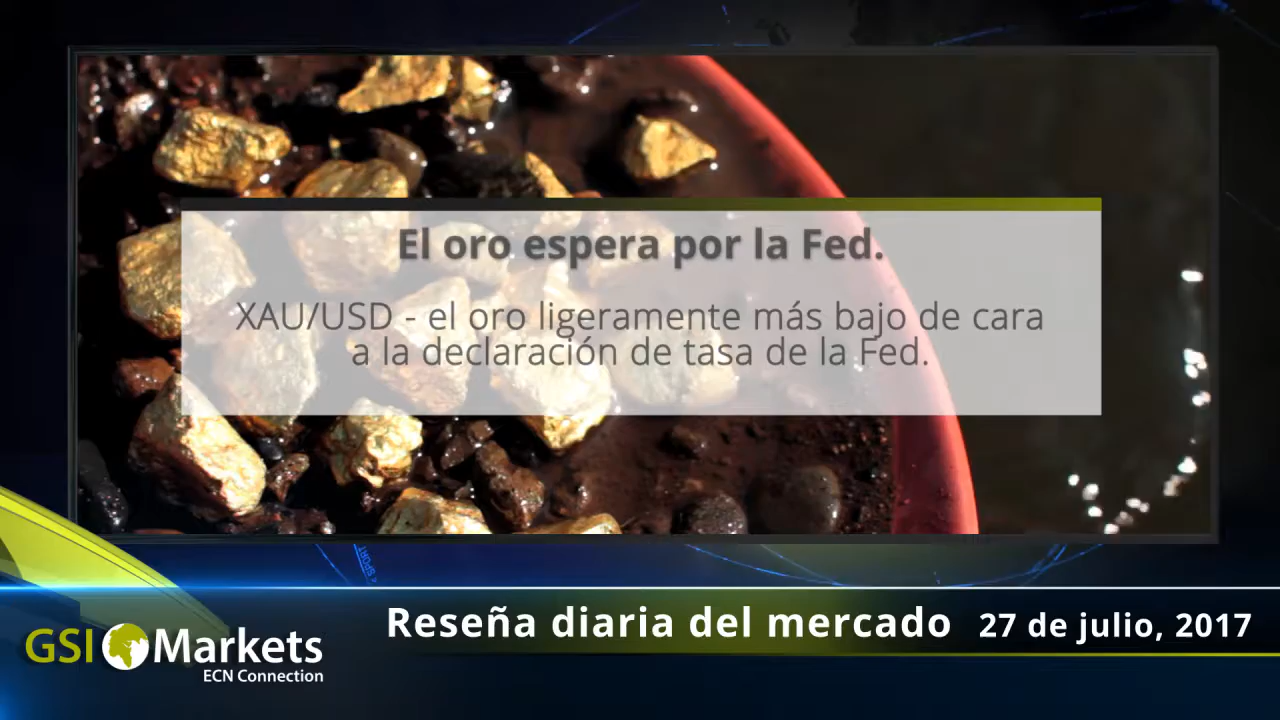 El oro espera por la Fed.
XAU/USD - el oro ligeramente más bajo de cara
a la declaración de tasa de la Fed.
Reseña diaria del mercado 27 de julio, 2017
GSI Markets
ECN Connection